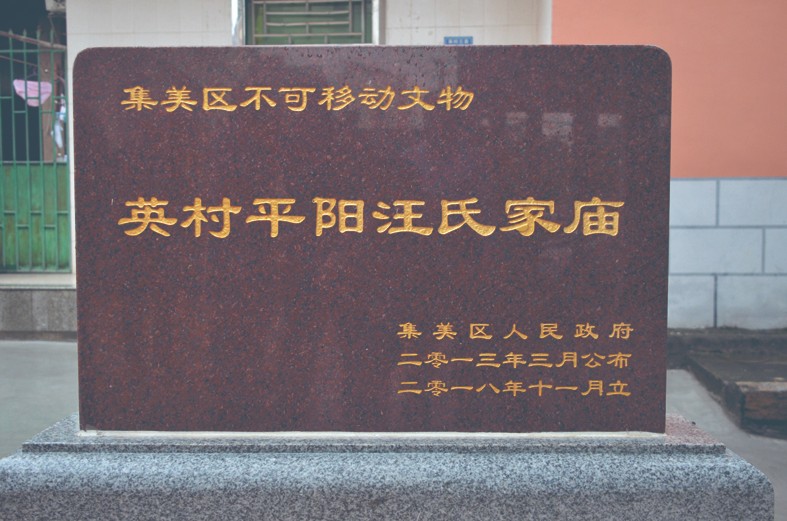 集美区不可移动文物
英村平阳汪氏家庙
集美区人民政府
二零一三年三月公布
二零一八年十一月立